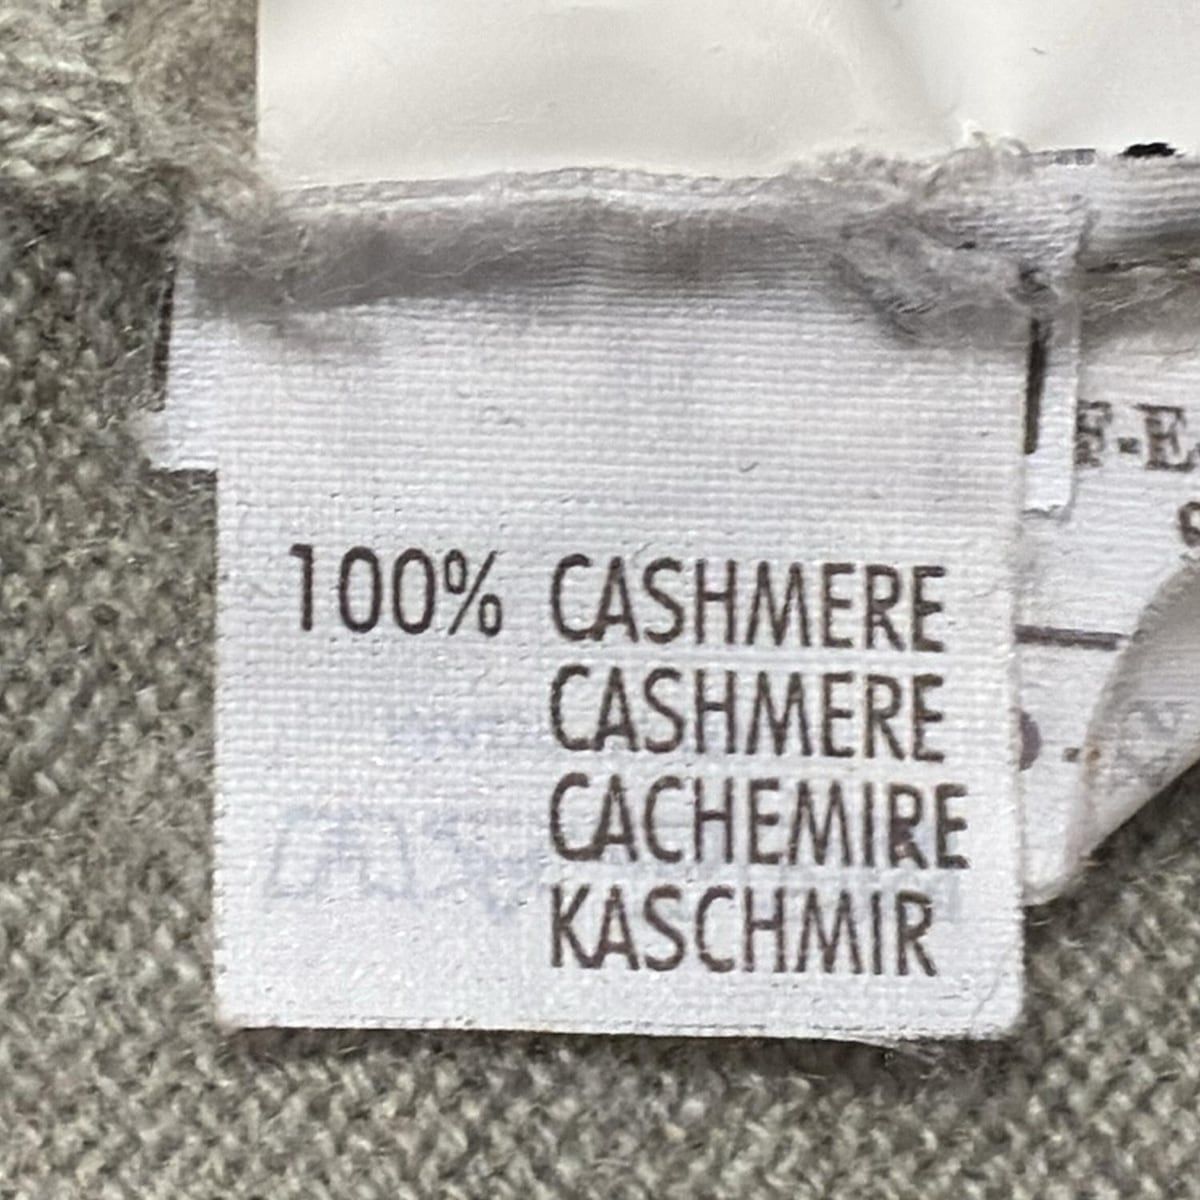 100% CASHMERE
CASHMERE
CACHEMIRE
KASCHMIR
F-E